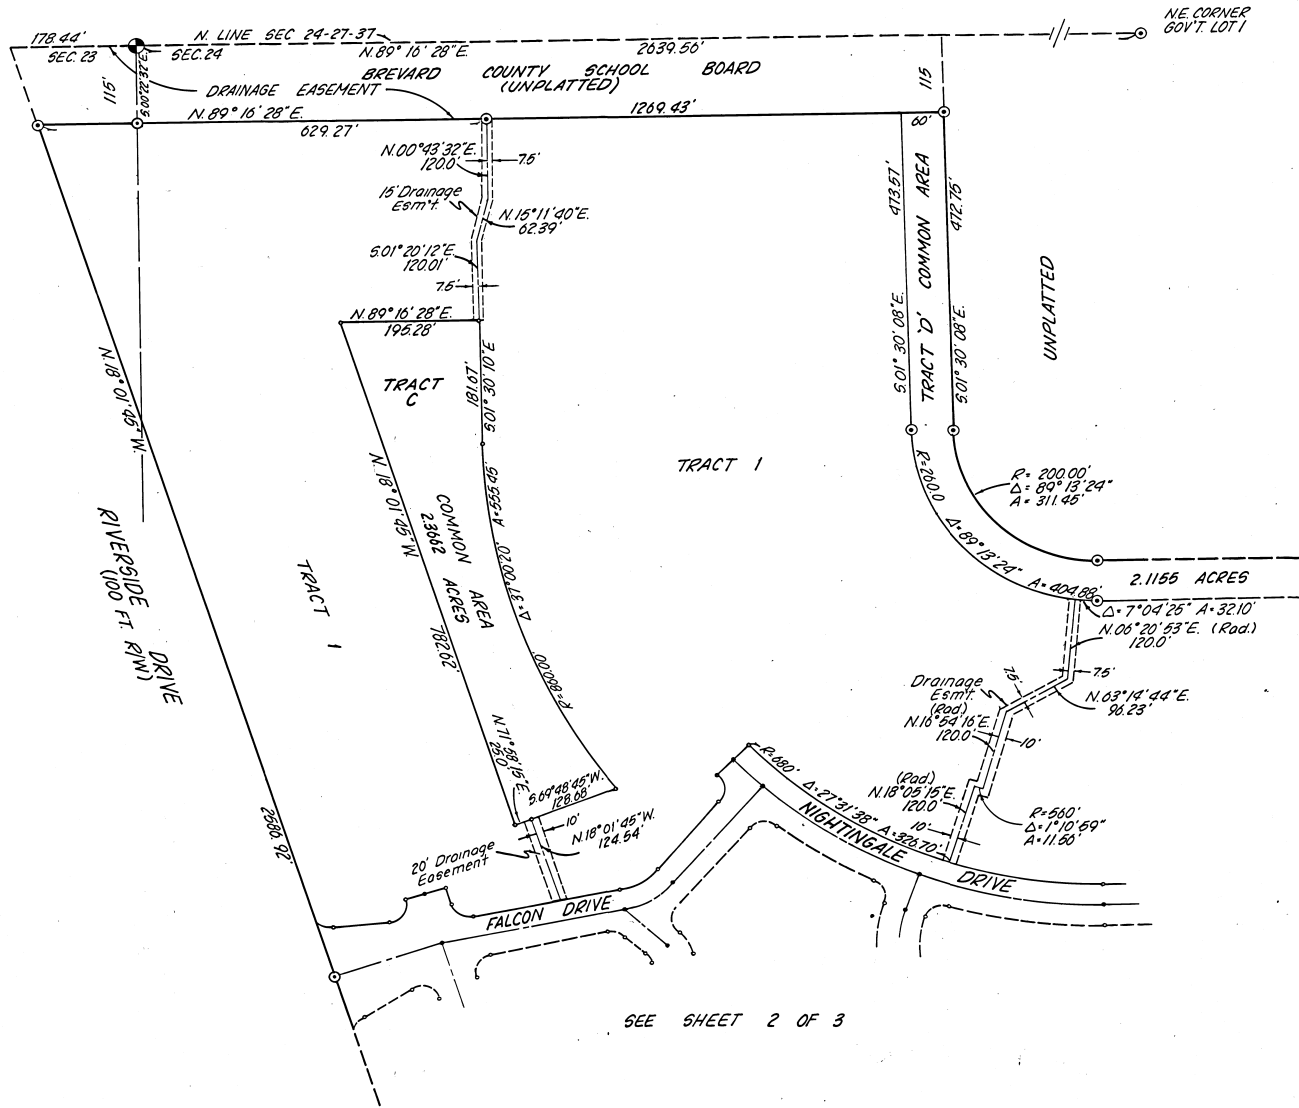 N.E. CORNER
GOV'T. LOT 1
178.44'
N. LINE SEC 24-27-37
SEC. 23
SEC. 24
N. 89° 16' 28" E.
2639.56'
BREVARD COUNTY SCHOOL BOARD
(UNPLATTED)
115'
S.00°22'32"E.
115
DRAINAGE EASEMENT
N. 89° 16' 28" E.
629.27'
1269.43'
60'
N.00°43'32"E.
120.0'
7.5'
15' Drainage
Esm't.
N.15°11'40"E.
62.39'
S.01°20'12"E.
120.01'
7.5'
N. 89° 16' 28" E.
195.28'
TRACT
C
181.67'
S.01° 30' 10" E
473.57'
S.01° 30' 08" E.
TRACT 'D' COMMON AREA
472.75'
S.01° 30' 08" E.
UNPLATTED
N. 18° 01' 45" W.
TRACT 1
N. 18° 01' 45" W.
782.62'
COMMON AREA
2.3662 ACRES
A=555.45'
Δ=37°00'20"
R=860.00'
R=260.0
Δ=89°13'24"
A=404.88'
R= 200.00'
Δ= 89° 13' 24"
A= 311.45'
2.1155 ACRES
Δ= 7° 04' 25" A= 32.10'
N.06° 20' 53" E. (Rad.)
120.0'
RIVERSIDE DRIVE
(100 FT. R/W)
TRACT 1
7.5'
7.5'
N.63° 14' 44" E.
96.23'
Drainage
Esm't.
(Rad.)
N.16° 54' 16" E.
120.0'
10'
(Rad.)
N.18° 05' 15" E.
120.0'
10'
R=560'
Δ=1° 10' 59"
A=11.56'
N. 71° 58' 15" E.
25.0'
S.69° 48' 45" W.
128.68'
10'
N.18° 01' 45" W.
124.54'
20' Drainage
Easement
R=680'
Δ=27°31'38"
A=326.70'
NIGHTINGALE DRIVE
2686.92'
FALCON DRIVE
SEE SHEET 2 OF 3